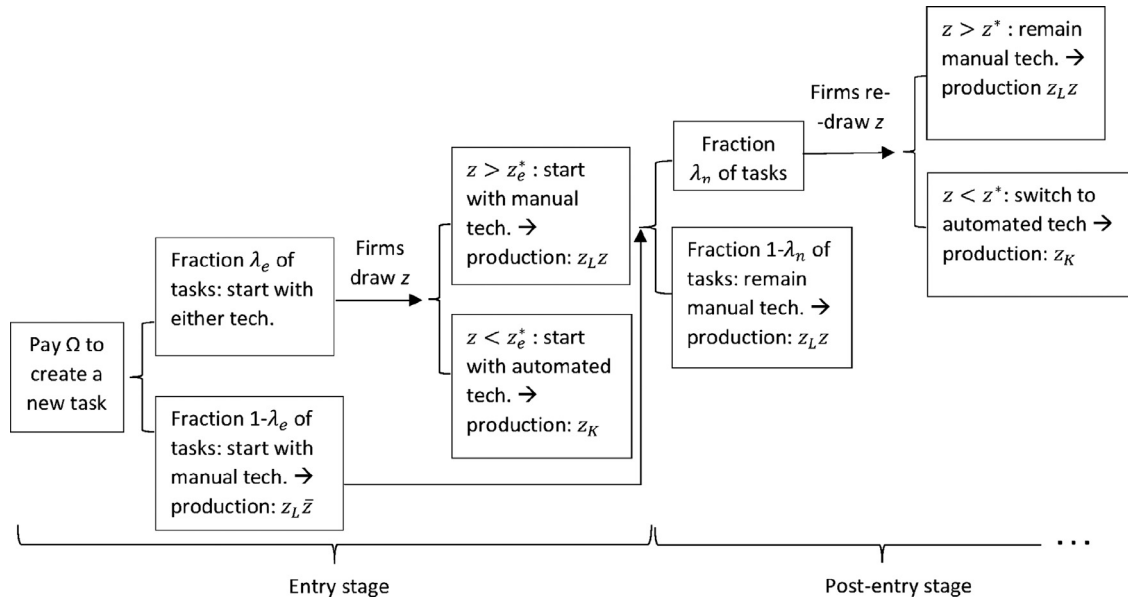 Pay Ω to
create a
new task
Fraction λ_e of
tasks: start with
either tech.
Fraction 1-λ_e of
tasks: start with
manual tech. →
production: z_L z̄
Firms
draw z
z > z_e^* : start
with manual
tech. →
production: z_L z
z < z_e^* : start
with automated
tech. →
production: z_K
Fraction
λ_n of tasks
Fraction 1-λ_n of
tasks: remain
manual tech. →
production: z_L z
Firms re-
-draw z
z > z^* : remain
manual tech. →
production z_L z
z < z^*: switch to
automated tech →
production: z_K
...
Entry stage
Post-entry stage